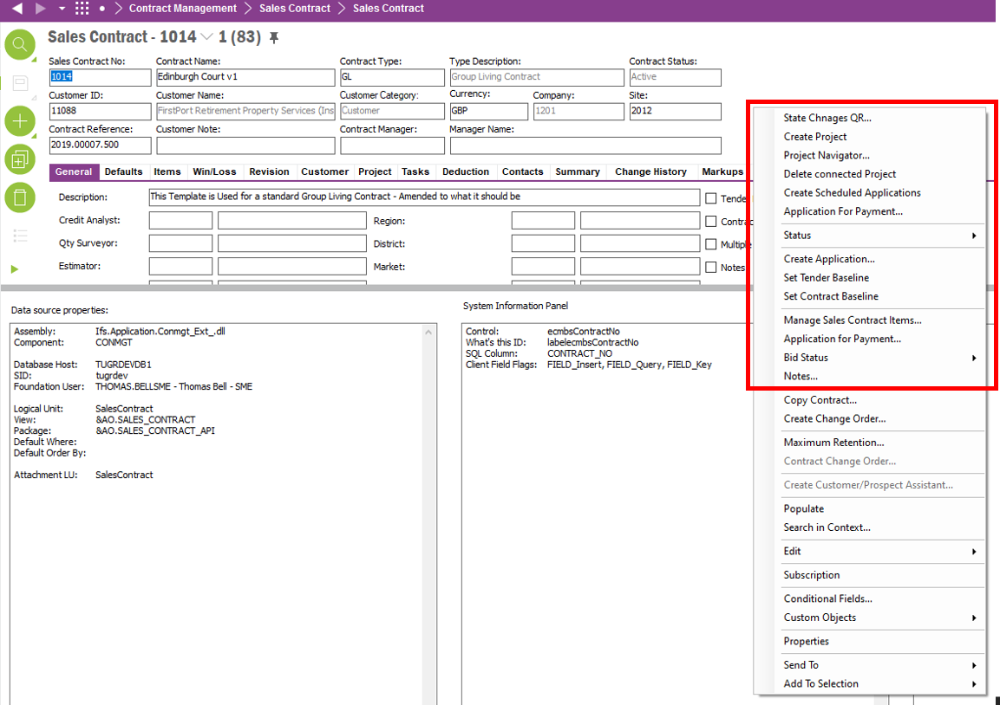 Contract Management Sales Contract Sales Contract
Sales Contract - 1014 1 (83)
Sales Contract No: Contract Name: Contract Type: Type Description: Contract Status:
1014 Edinburgh Court v1 GL Group Living Contract Active
Customer ID: Customer Name: Customer Category: Currency: Company: Site:
11088 FirstPort Retirement Property Services (Ins Customer GBP 1201 2012
Contract Reference: Customer Note: Contract Manager: Manager Name:
2019.00007.500
General Defaults Items Win/Loss Revision Customer Project Tasks Deduction Contacts Summary Change History Markups
Description: This Template is Used for a standard Group Living Contract - Amended to what it should be Tende
Credit Analyst: Region: Contrac
Qty Surveyor: District: Multiple
Estimator: Market: Notes
Data source properties:
Assembly: Ifs.Application.Conmgt_Ext_.dll
Component: CONMGT
Database Host: TUGRDEVDB1
SID: tugrdev
Foundation User: THOMAS.BELLSME - Thomas Bell - SME
Logical Unit: SalesContract
View: &AO.SALES_CONTRACT
Package: &AO.SALES_CONTRACT_API
Default Where:
Default Order By:
Attachment LU: SalesContract
System Information Panel
Control: ecmbsContractNo
What's this ID: labelecmbsContractNo
SQL Column: CONTRACT_NO
Client Field Flags: FIELD_Insert, FIELD_Query, FIELD_Key
State Chnages QR...
Create Project
Project Navigator...
Delete connected Project
Create Scheduled Applications
Application For Payment...
Status
Create Application...
Set Tender Baseline
Set Contract Baseline
Manage Sales Contract Items...
Application for Payment...
Bid Status
Notes...
Copy Contract...
Create Change Order...
Maximum Retention...
Contract Change Order...
Create Customer/Prospect Assistant...
Populate
Search in Context...
Edit
Subscription
Conditional Fields...
Custom Objects
Properties
Send To
Add To Selection